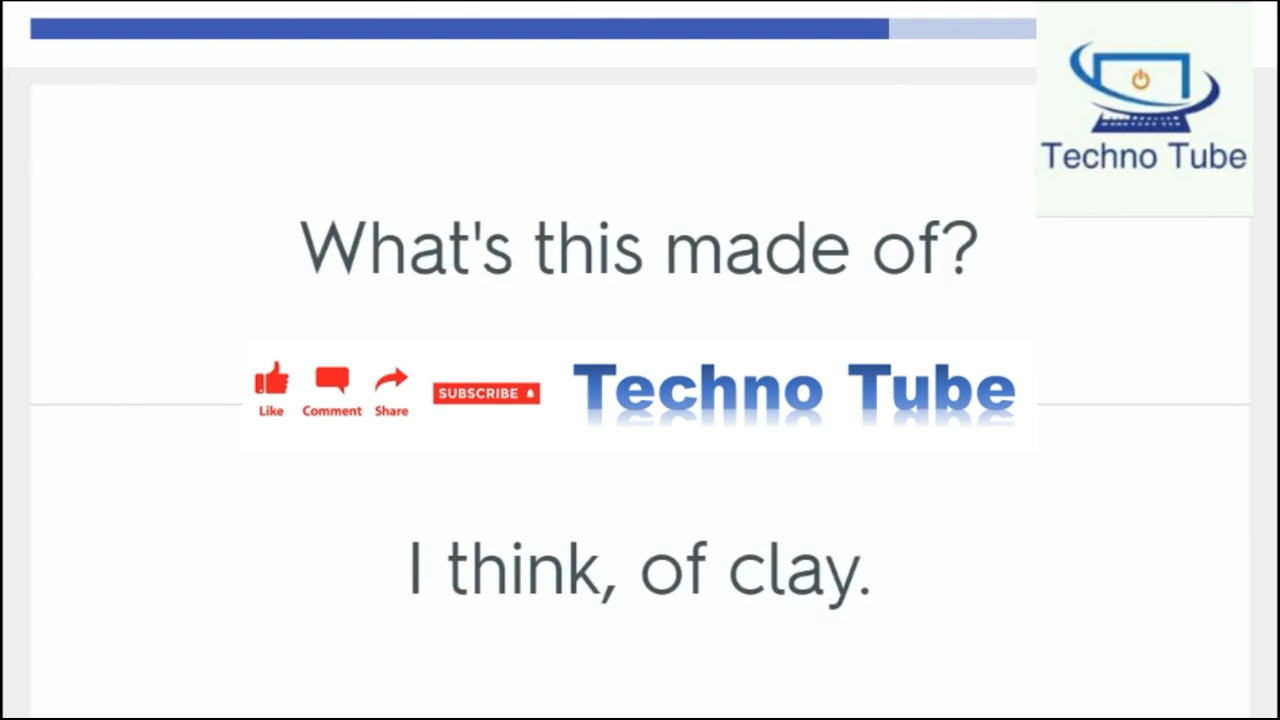 Techno Tube
What's this made of?
Like Comment Share SUBSCRIBE Techno Tube
I think, of clay.